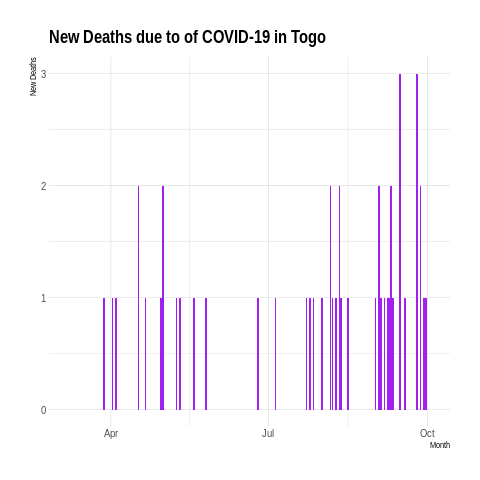 New Deaths due to of COVID-19 in Togo
New Deaths
3
2
1
0
Apr Jul Oct
Month